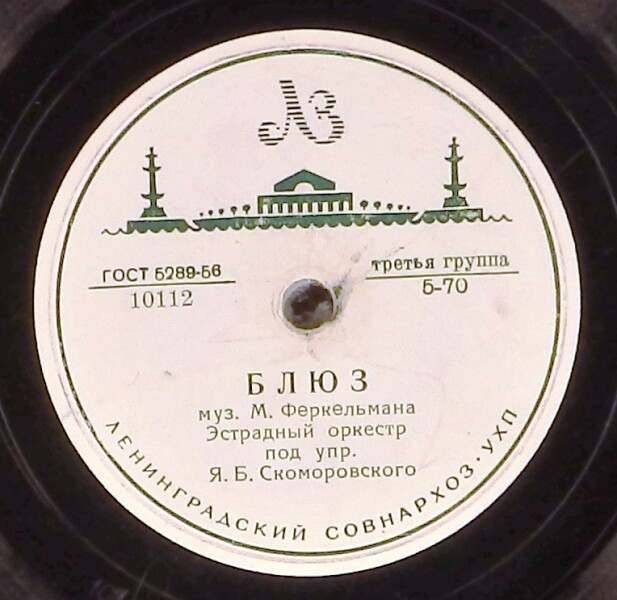 ЛЗ
ГОСТ 5289-56
10112
третья группа
5-70
БЛЮЗ
муз. М. Феркельмана
Эстрадный оркестр
под упр.
Я. Б. Скоморовского
ЛЕНИНГРАДСКИЙ СОВНАРХОЗ · УХП